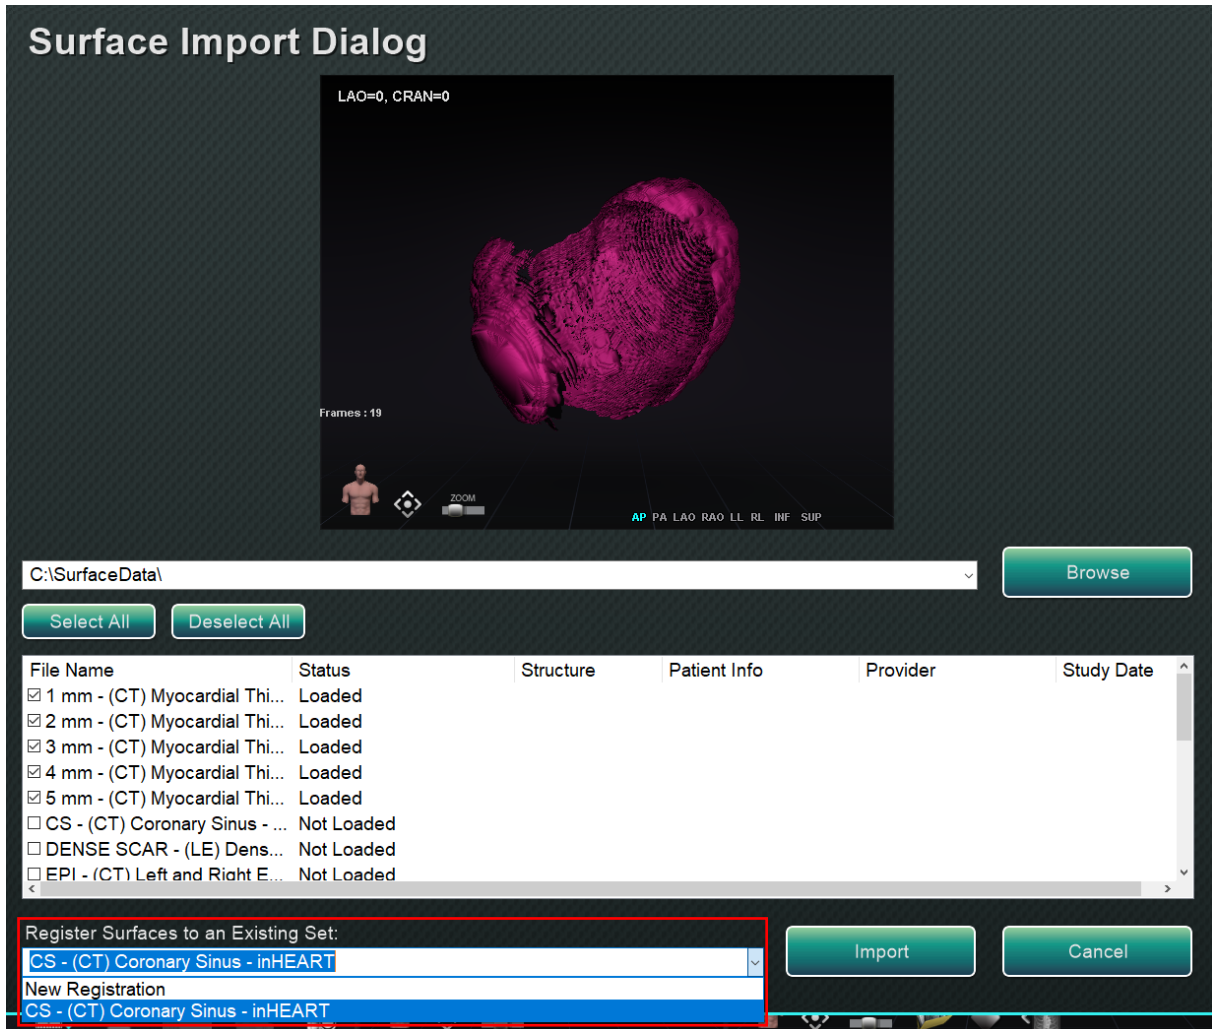 Surface Import Dialog
LAO=0, CRAN=0
Frames : 19
ZOOM
AP PA LAO RAO LL RL INF SUP
C:\SurfaceData\
Browse
Select All Deselect All
File Name Status Structure Patient Info Provider Study Date
1 mm - (CT) Myocardial Thi... Loaded
2 mm - (CT) Myocardial Thi... Loaded
3 mm - (CT) Myocardial Thi... Loaded
4 mm - (CT) Myocardial Thi... Loaded
5 mm - (CT) Myocardial Thi... Loaded
CS - (CT) Coronary Sinus - ... Not Loaded
DENSE SCAR - (LE) Dens... Not Loaded
EPI - (CT) Left and Right E... Not Loaded
Register Surfaces to an Existing Set:
CS - (CT) Coronary Sinus - inHEART
Import Cancel
New Registration
CS - (CT) Coronary Sinus - inHEART